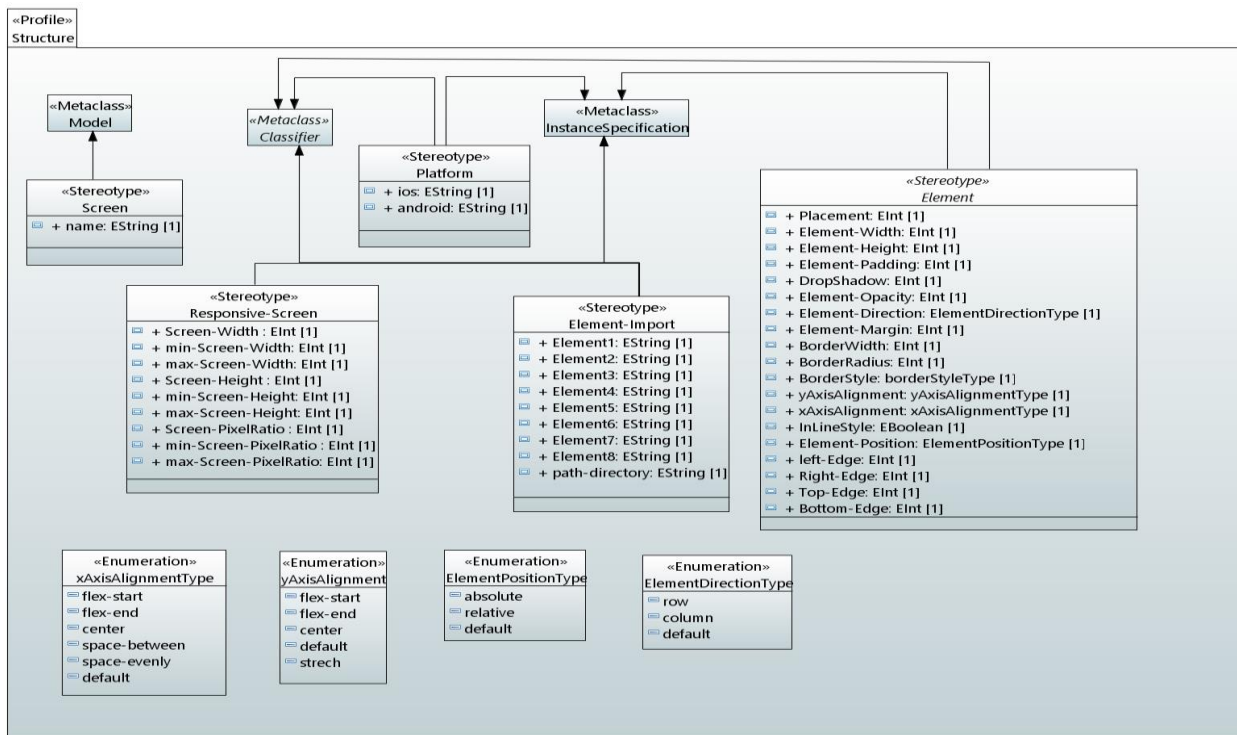 «Profile»
Structure
«Metaclass»
Model
«Metaclass»
Classifier
«Metaclass»
InstanceSpecification
«Stereotype»
Screen
+ name: EString [1]
«Stereotype»
Platform
+ ios: EString [1]
+ android: EString [1]
«Stereotype»
Element
+ Placement: EInt [1]
+ Element-Width: EInt [1]
+ Element-Height: EInt [1]
+ Element-Padding: EInt [1]
+ DropShadow: EInt [1]
+ Element-Opacity: EInt [1]
+ Element-Direction: ElementDirectionType [1]
+ Element-Margin: EInt [1]
+ BorderWidth: EInt [1]
+ BorderRadius: EInt [1]
+ BorderStyle: borderStyleType [1]
+ yAxisAlignment: yAxisAlignmentType [1]
+ xAxisAlignment: xAxisAlignmentType [1]
+ InLineStyle: EBoolean [1]
+ Element-Position: ElementPositionType [1]
+ left-Edge: EInt [1]
+ Right-Edge: EInt [1]
+ Top-Edge: EInt [1]
+ Bottom-Edge: EInt [1]
«Stereotype»
Responsive-Screen
+ Screen-Width : EInt [1]
+ min-Screen-Width: EInt [1]
+ max-Screen-Width: EInt [1]
+ Screen-Height : EInt [1]
+ min-Screen-Height: EInt [1]
+ max-Screen-Height: EInt [1]
+ Screen-PixelRatio : EInt [1]
+ min-Screen-PixelRatio : EInt [1]
+ max-Screen-PixelRatio: EInt [1]
«Stereotype»
Element-Import
+ Element1: EString [1]
+ Element2: EString [1]
+ Element3: EString [1]
+ Element4: EString [1]
+ Element5: EString [1]
+ Element6: EString [1]
+ Element7: EString [1]
+ Element8: EString [1]
+ path-directory: EString [1]
«Enumeration»
xAxisAlignmentType
flex-start
flex-end
center
space-between
space-evenly
default
«Enumeration»
yAxisAlignment
flex-start
flex-end
center
default
strech
«Enumeration»
ElementPositionType
absolute
relative
default
«Enumeration»
ElementDirectionType
row
column
default